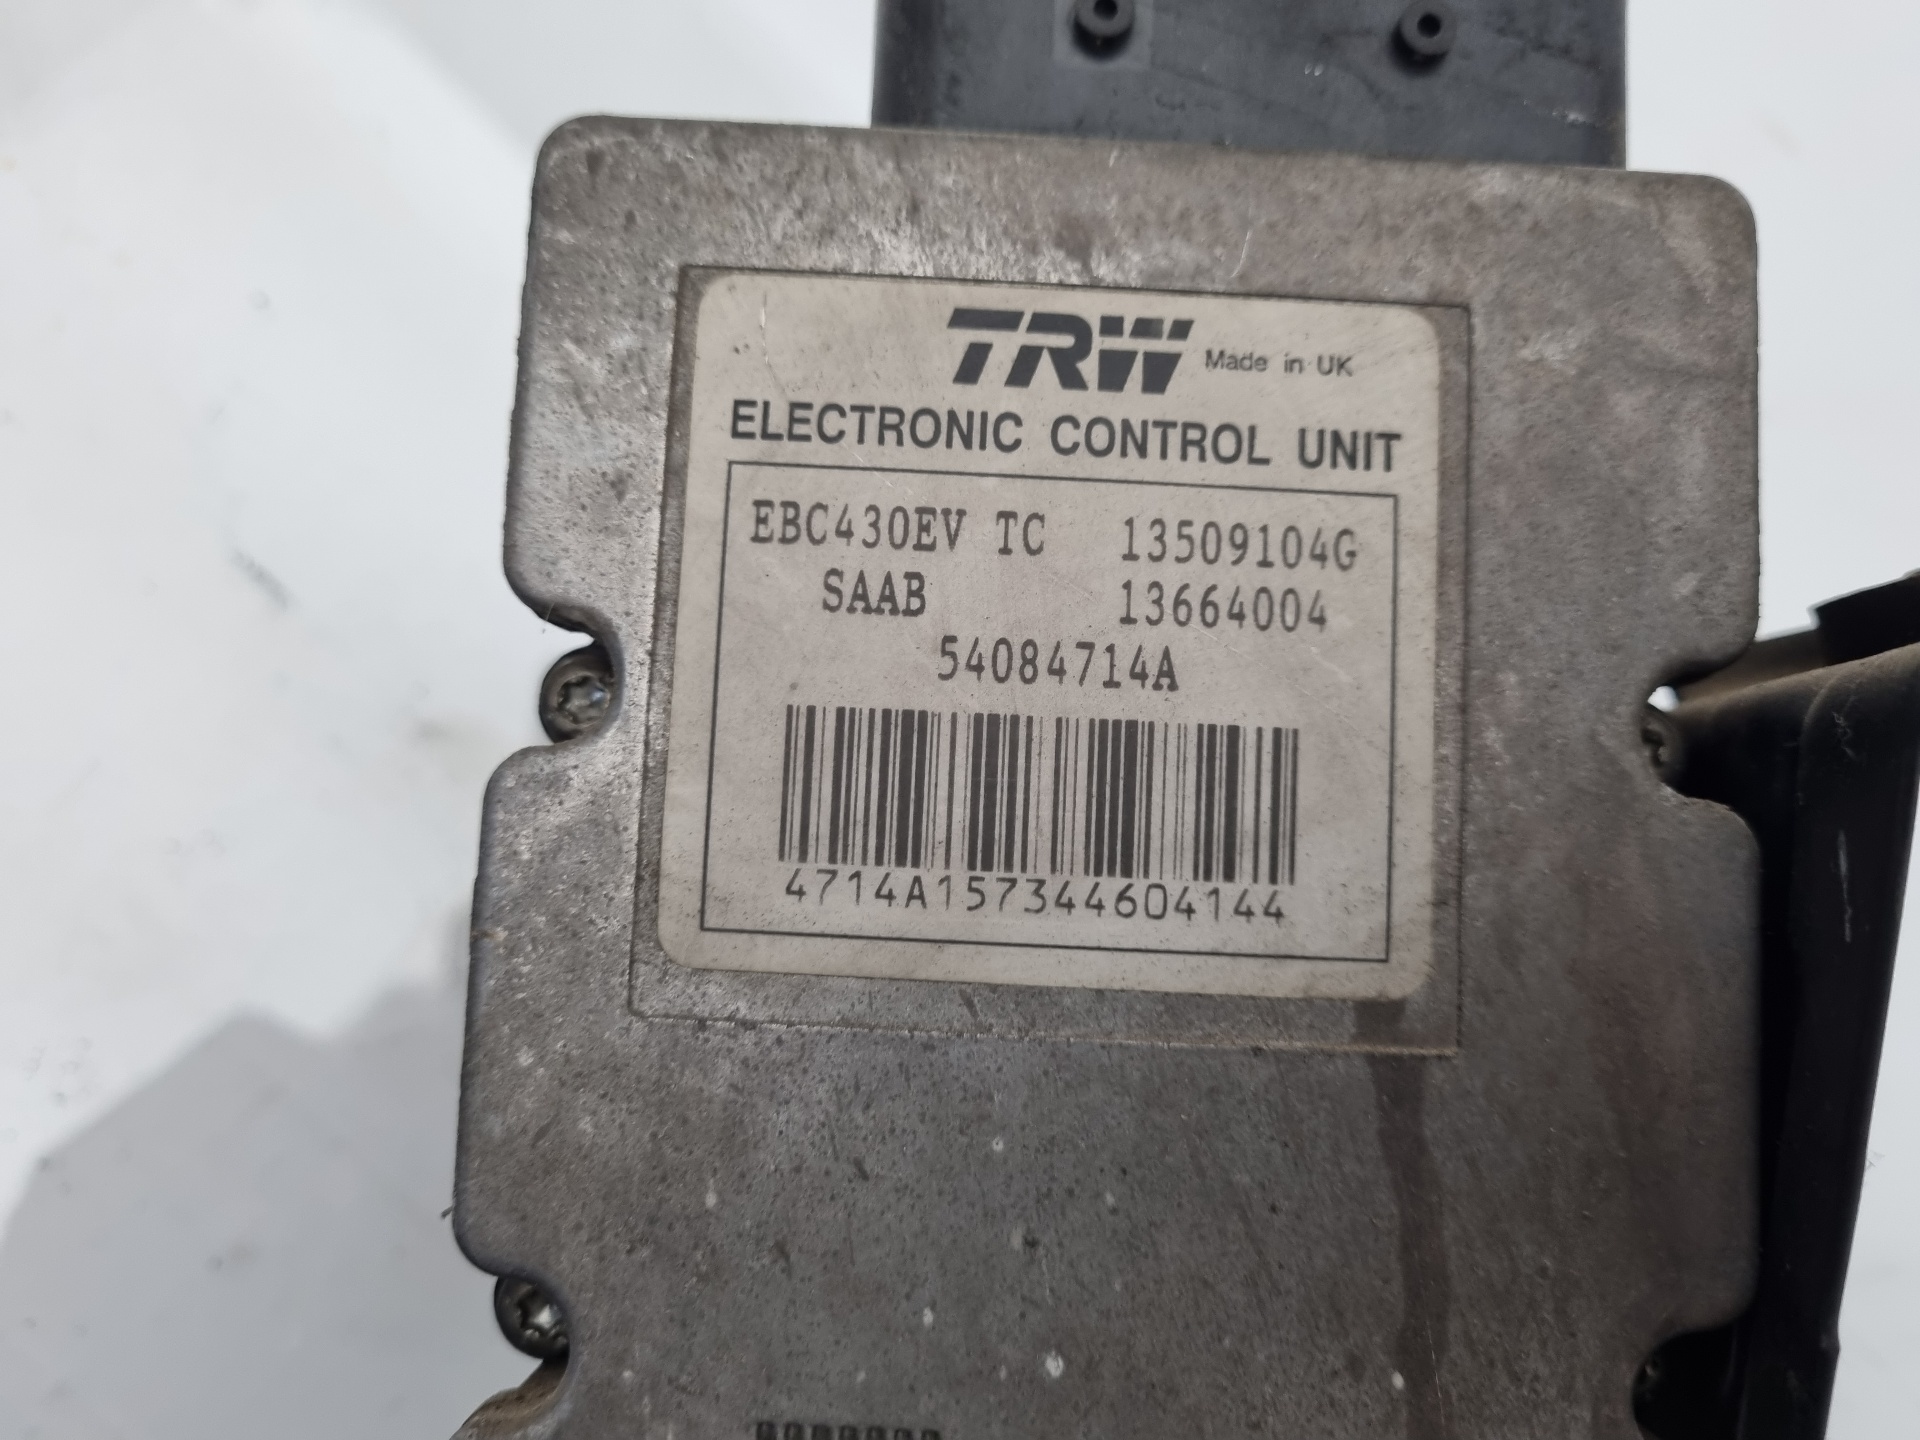 TRW Made in UK
ELECTRONIC CONTROL UNIT
EBC430EV TC 13509104G
SAAB 13664004
54084714A
4714A157344604144